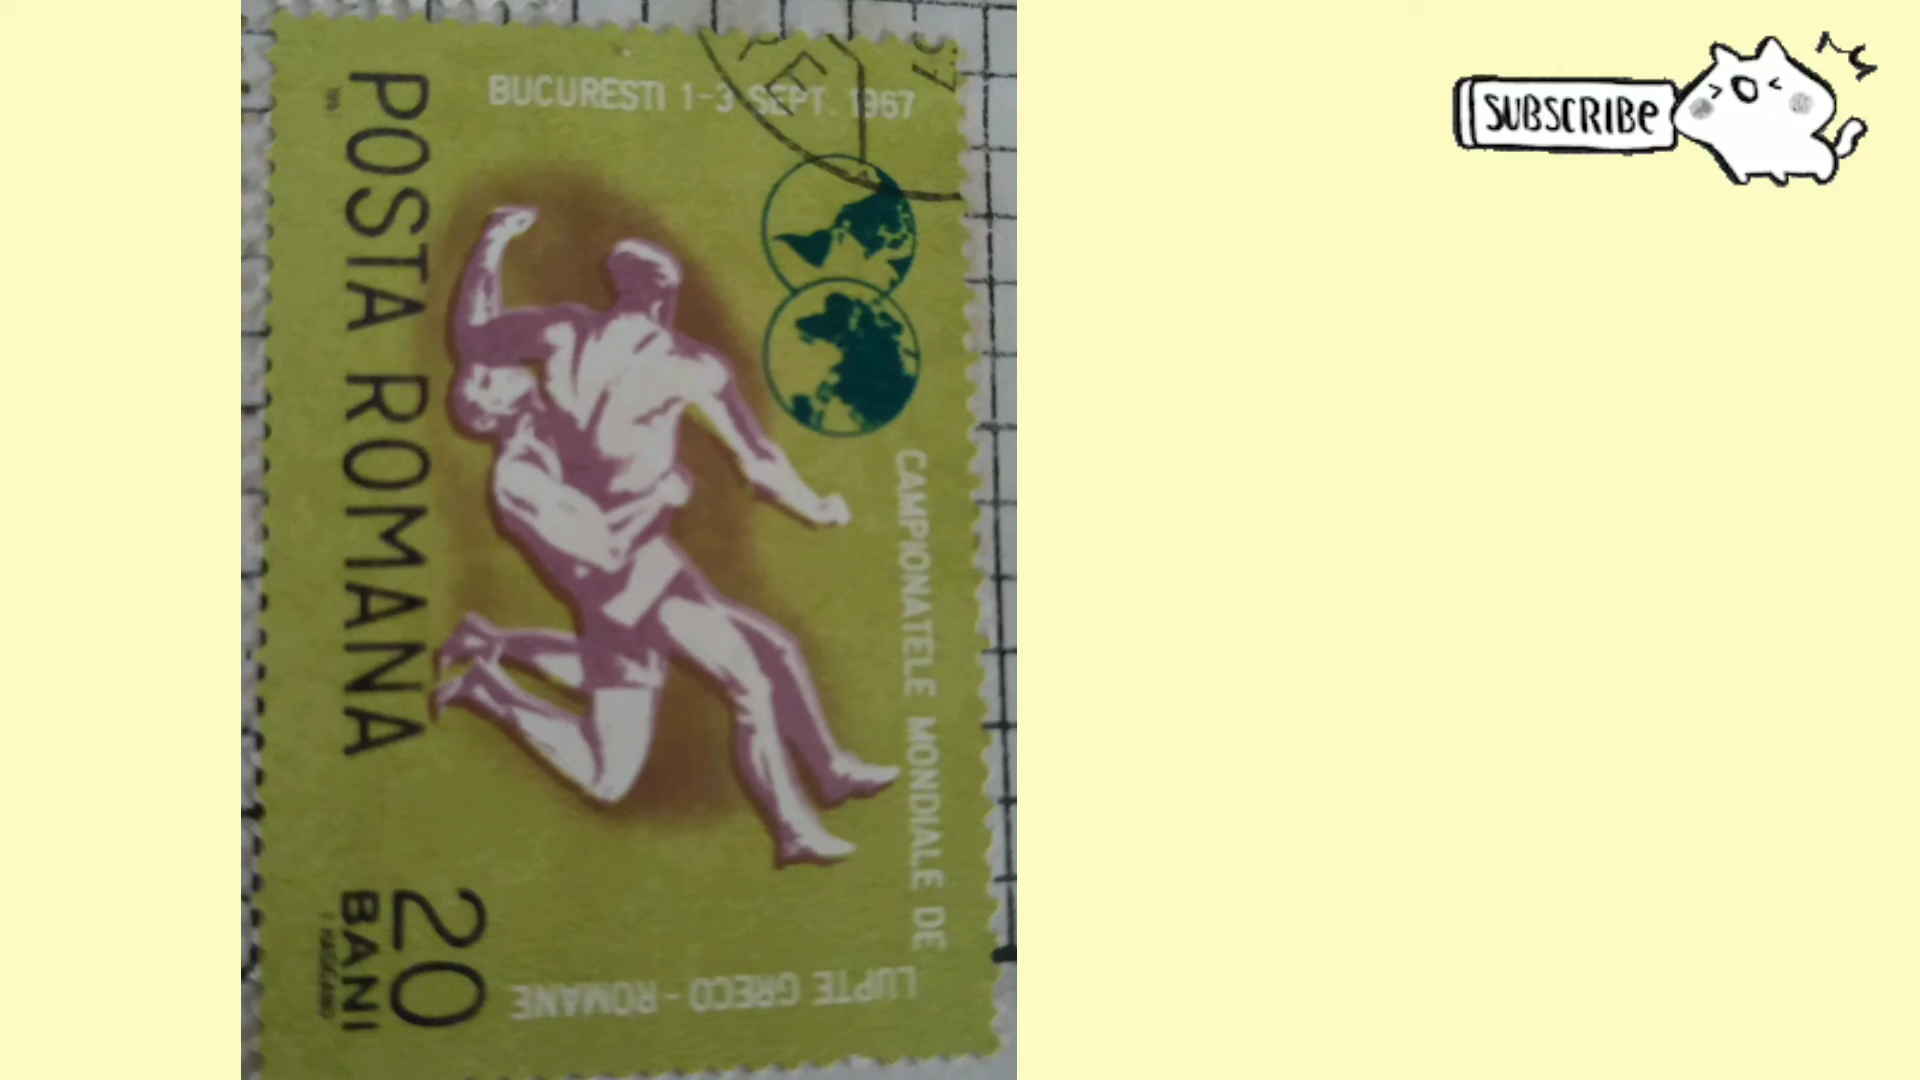 BUCURESTI 1-3 SEPT. 1967
CAMPIONATELE MONDIALE DE
LUPTE GRECO-ROMANE
POSTA ROMANA
20
BANI
SUBSCRIBe